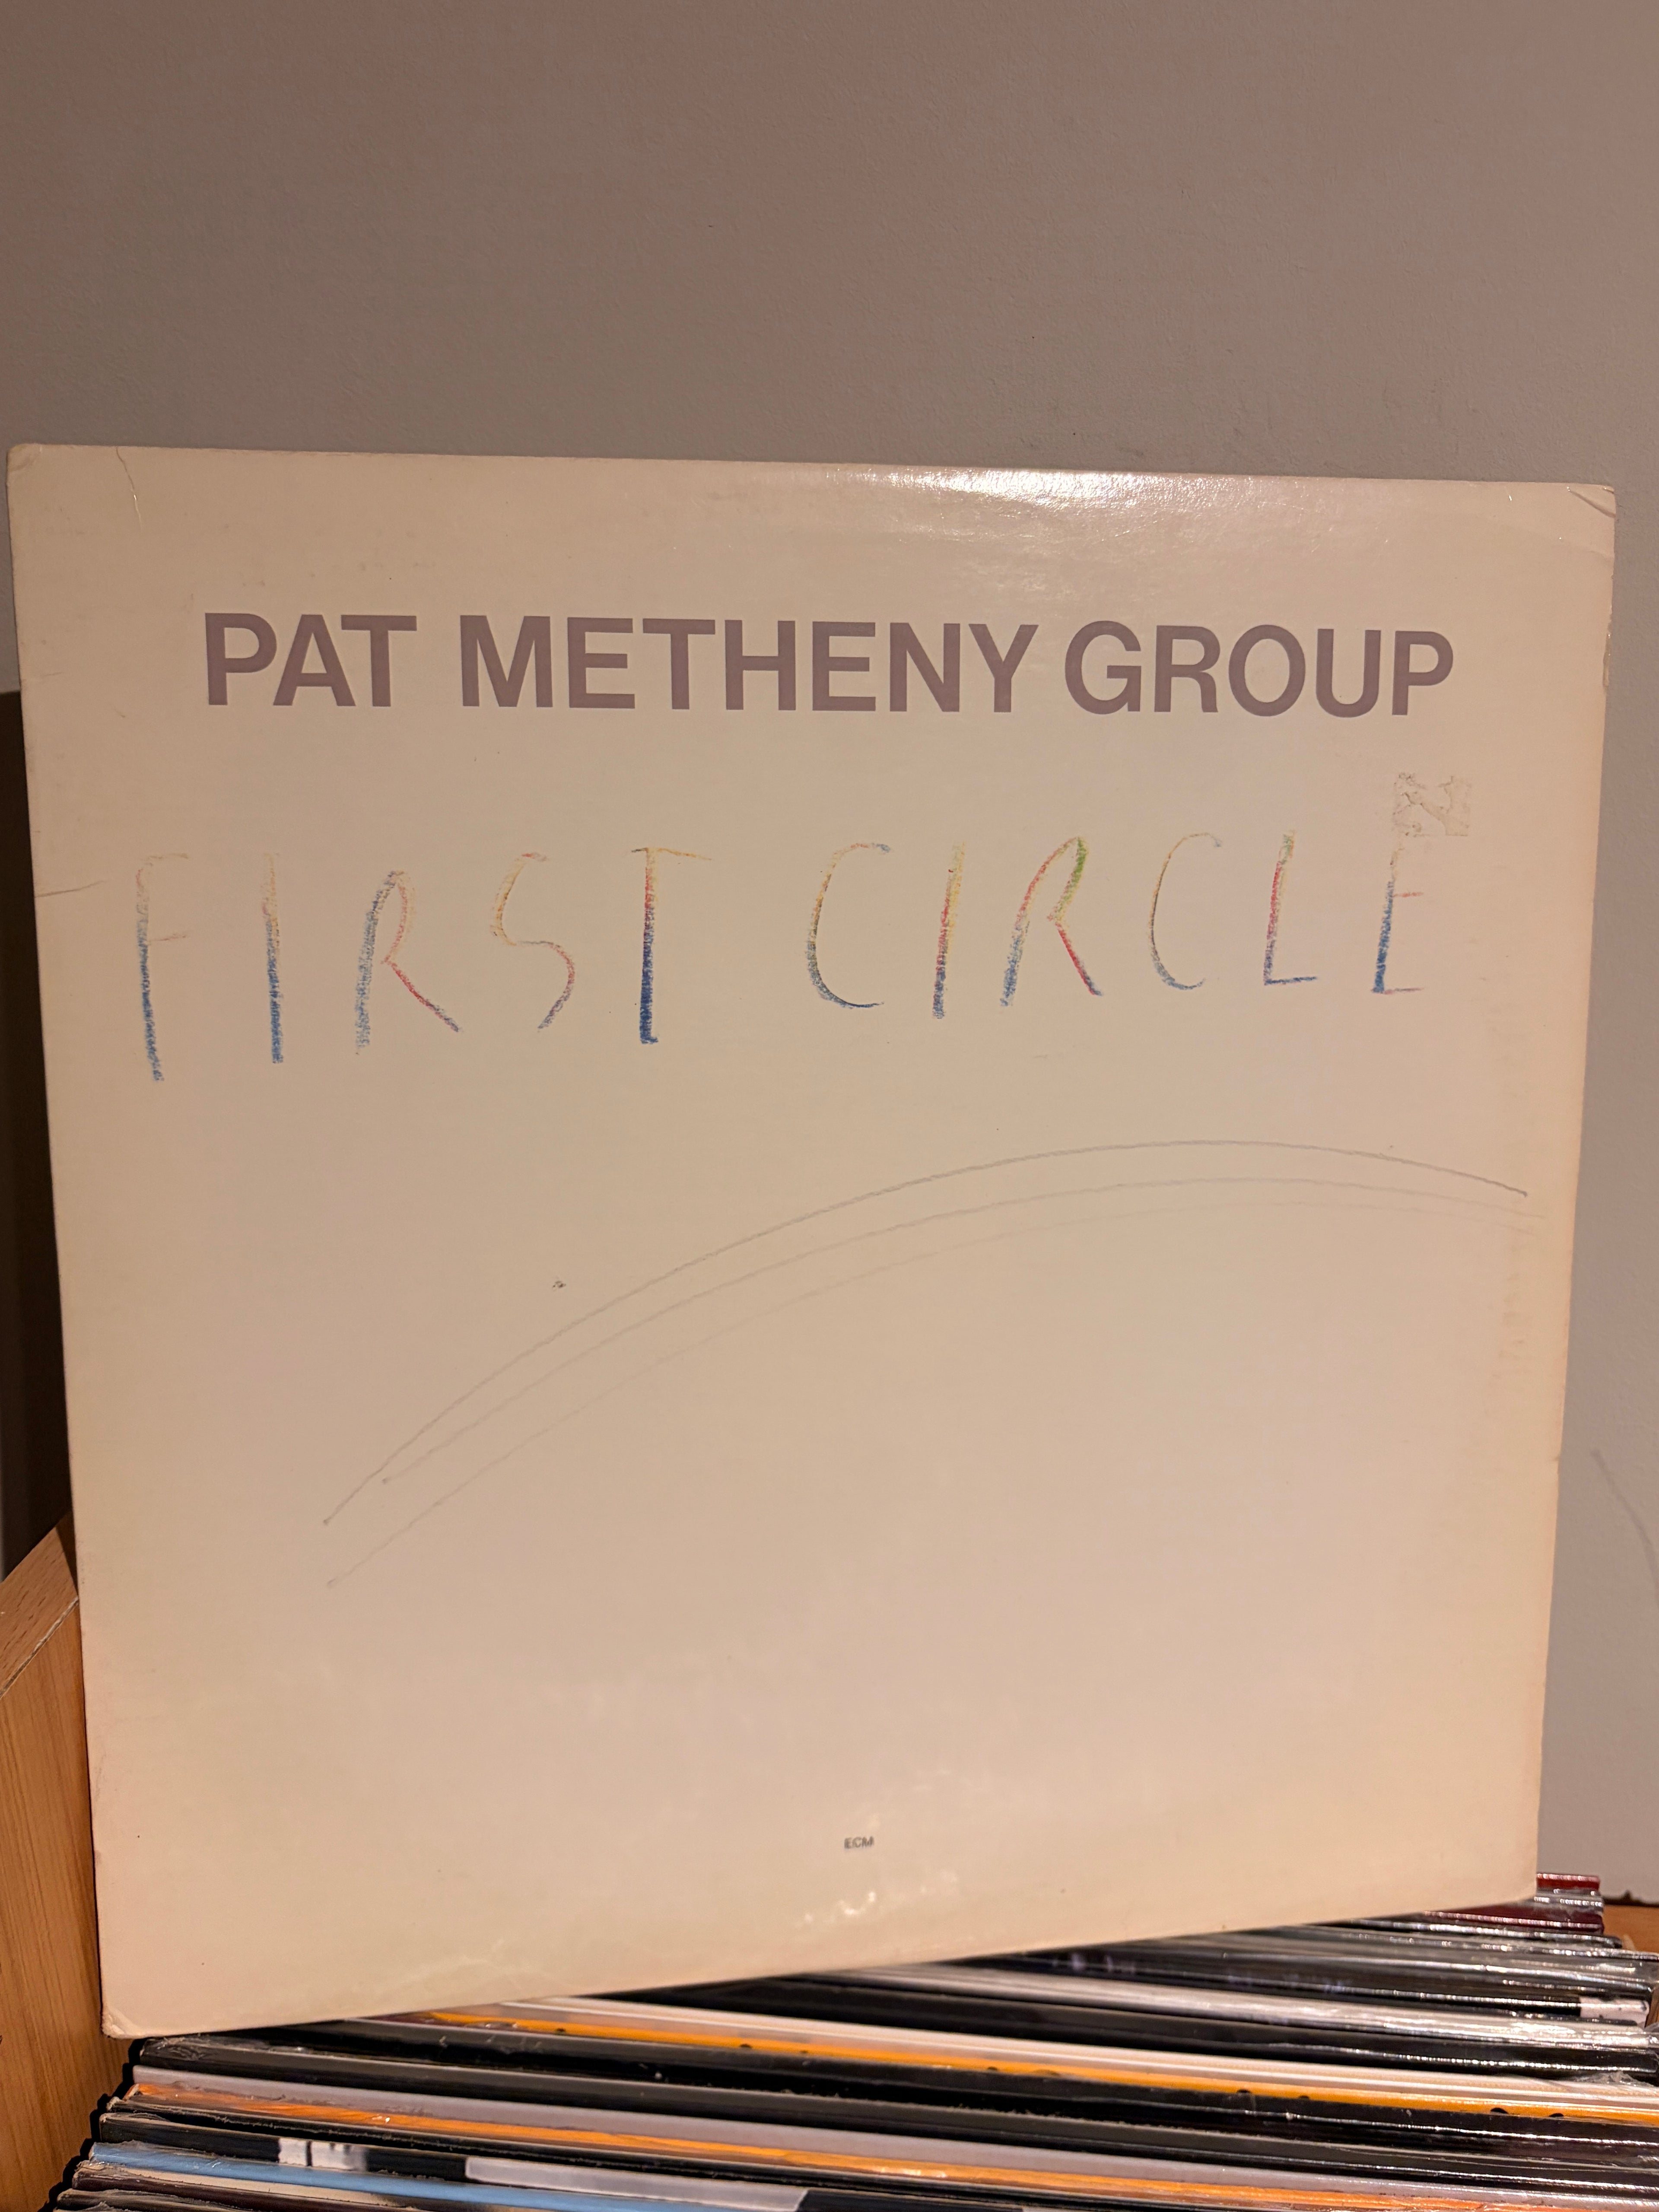 PAT METHENY GROUP
FIRST CIRCLE
ECM